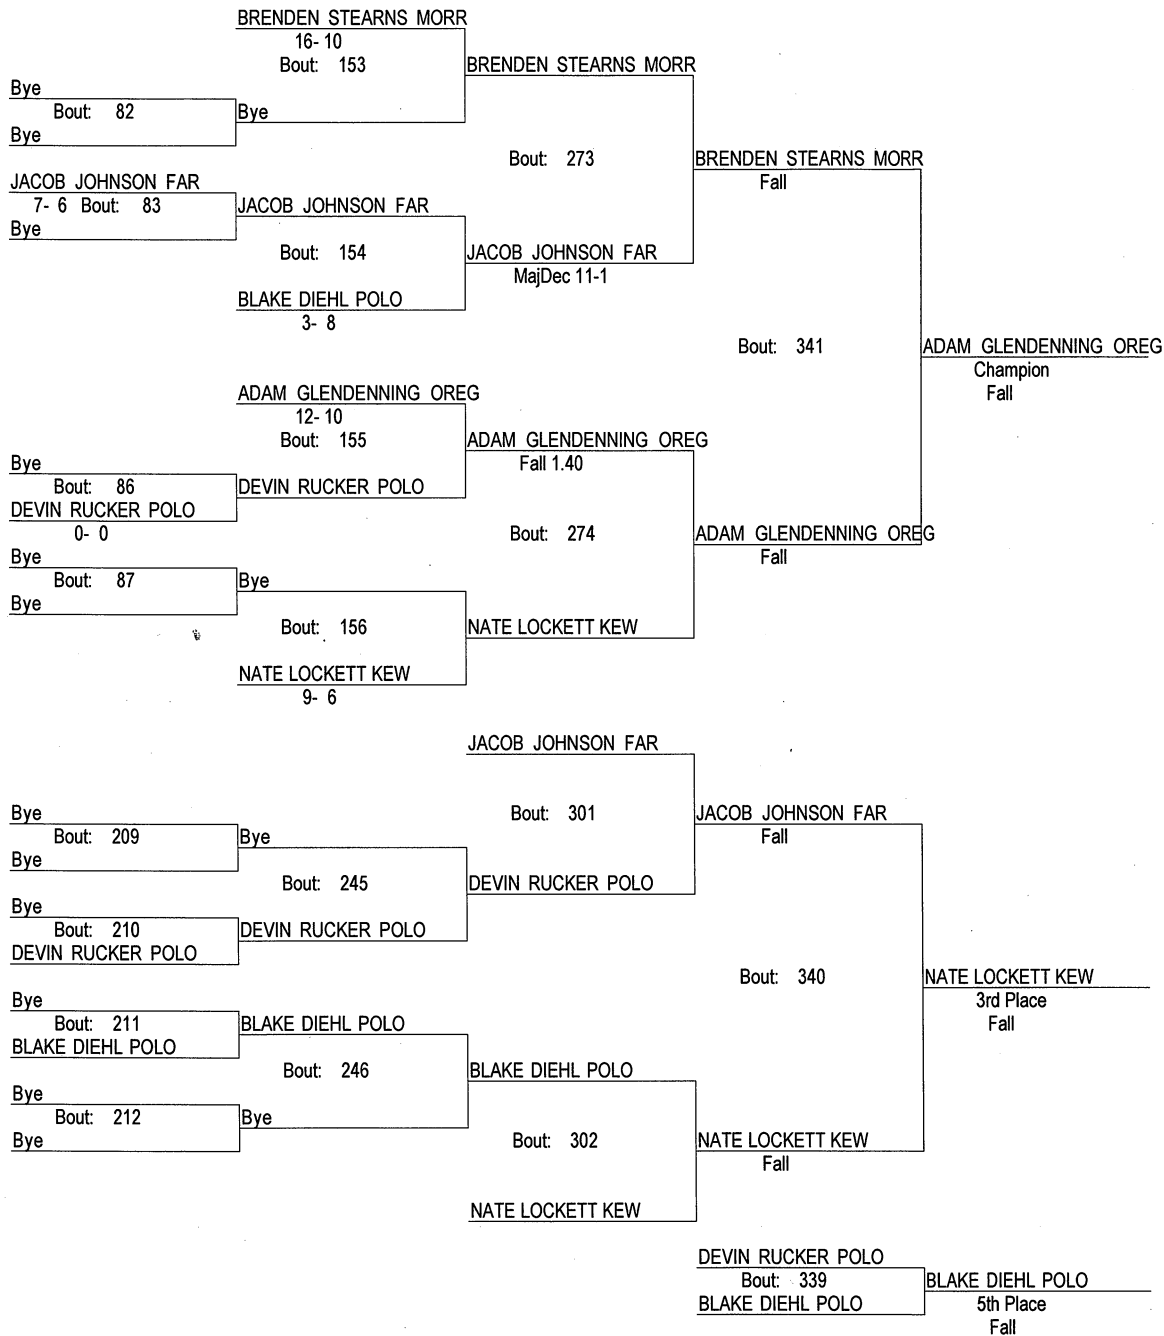 BRENDEN STEARNS MORR
16- 10
Bout: 153
BRENDEN STEARNS MORR
Bye
Bout: 82
Bye
Bye
Bout: 273
BRENDEN STEARNS MORR
Fall
JACOB JOHNSON FAR
7- 6 Bout: 83
JACOB JOHNSON FAR
Bye
Bout: 154
JACOB JOHNSON FAR
MajDec 11-1
BLAKE DIEHL POLO
3- 8
Bout: 341
ADAM GLENDENNING OREG
Champion
Fall
ADAM GLENDENNING OREG
12- 10
Bout: 155
ADAM GLENDENNING OREG
Fall 1.40
Bye
Bout: 86
DEVIN RUCKER POLO
DEVIN RUCKER POLO
0- 0
Bout: 274
ADAM GLENDENNING OREG
Fall
Bye
Bout: 87
Bye
Bye
Bout: 156
NATE LOCKETT KEW
NATE LOCKETT KEW
9- 6
JACOB JOHNSON FAR
Bout: 301
JACOB JOHNSON FAR
Fall
Bye
Bout: 209
Bye
Bye
Bout: 245
DEVIN RUCKER POLO
Bye
Bout: 210
DEVIN RUCKER POLO
DEVIN RUCKER POLO
Bout: 340
NATE LOCKETT KEW
3rd Place
Fall
Bye
Bout: 211
BLAKE DIEHL POLO
BLAKE DIEHL POLO
Bout: 246
BLAKE DIEHL POLO
Bye
Bout: 212
Bye
Bye
Bout: 302
NATE LOCKETT KEW
Fall
NATE LOCKETT KEW
DEVIN RUCKER POLO
Bout: 339
BLAKE DIEHL POLO
BLAKE DIEHL POLO
5th Place
Fall